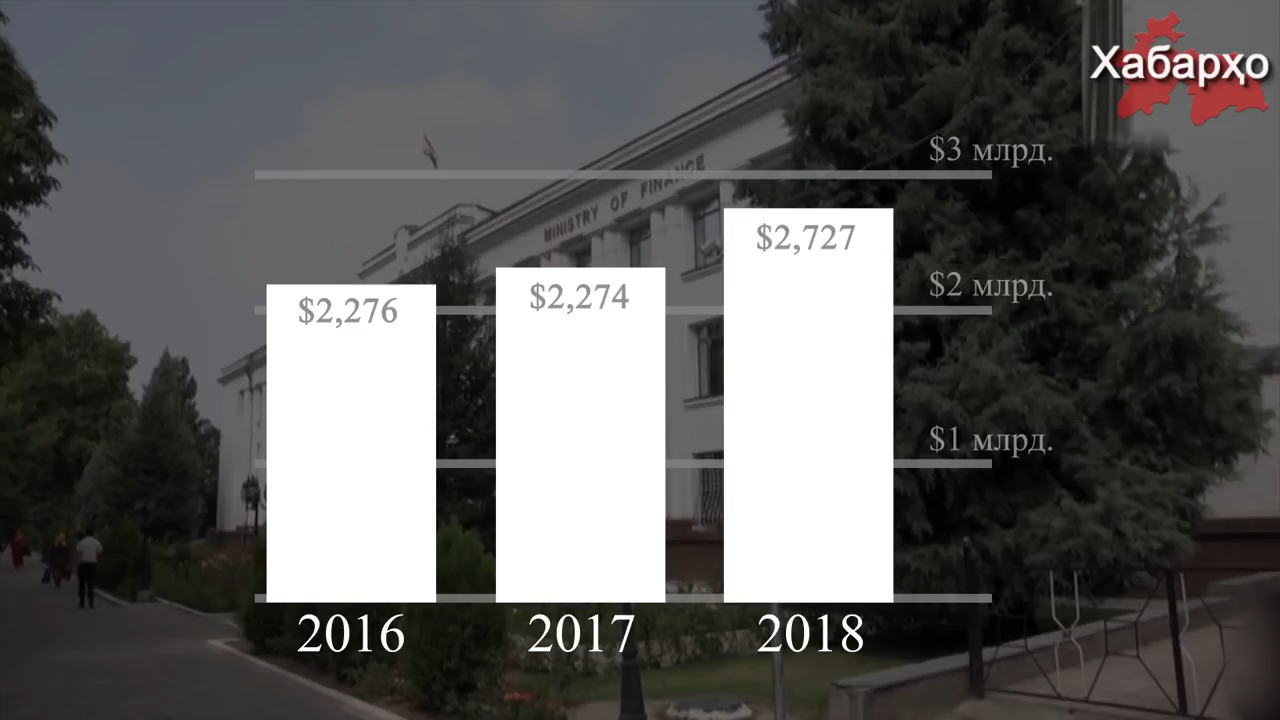 Хабарҳо
$3 млрд.
MINISTRY OF FINANCE
$2,727
$2 млрд.
$2,276
$2,274
$1 млрд.
2016
2017
2018